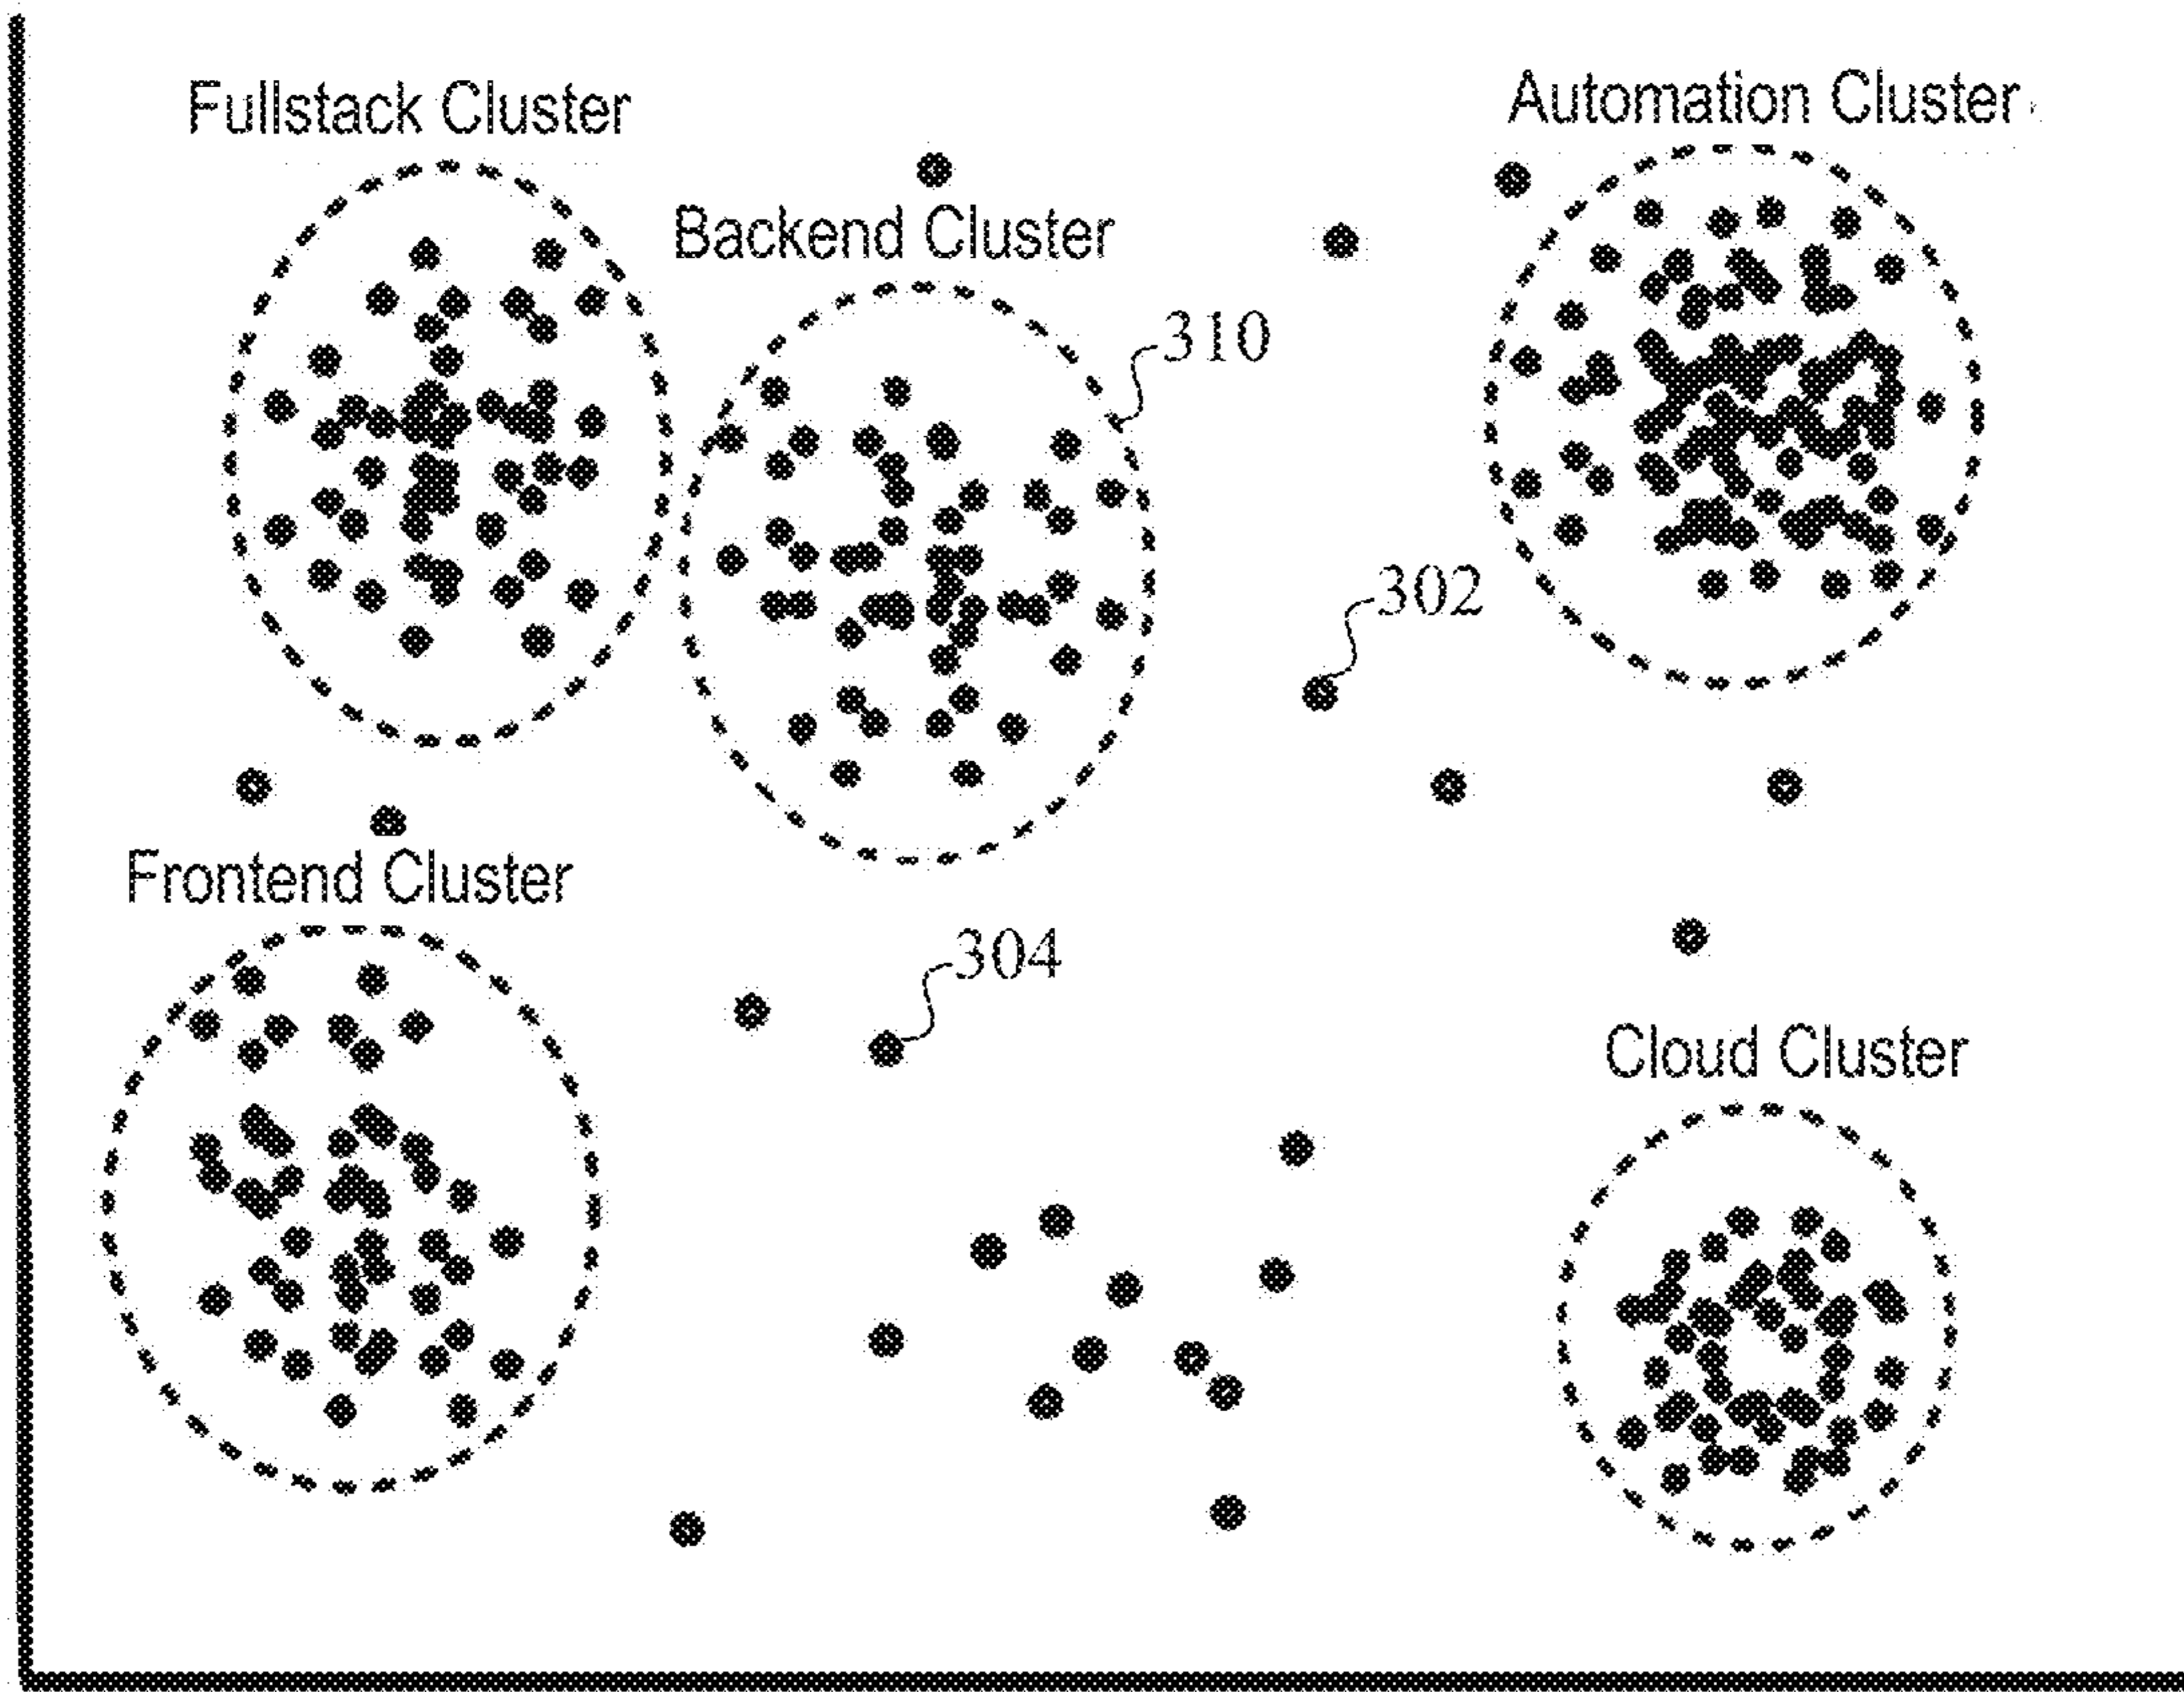 Fullstack Cluster
Automation Cluster
Backend Cluster
310
302
Frontend Cluster
304
Cloud Cluster